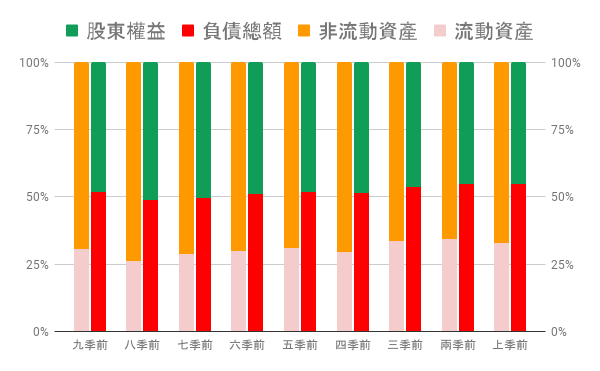 股東權益 負債總額 非流動資產 流動資產
100% 100%
75% 75%
50% 50%
25% 25%
0% 0%
九季前 八季前 七季前 六季前 五季前 四季前 三季前 兩季前 上季前